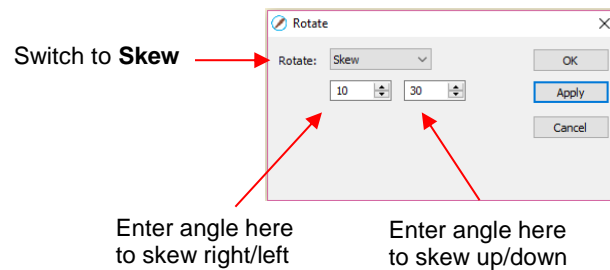 Rotate
Switch to Skew
Rotate: Skew OK
10 30 Apply
Cancel
Enter angle here
to skew right/left
Enter angle here
to skew up/down